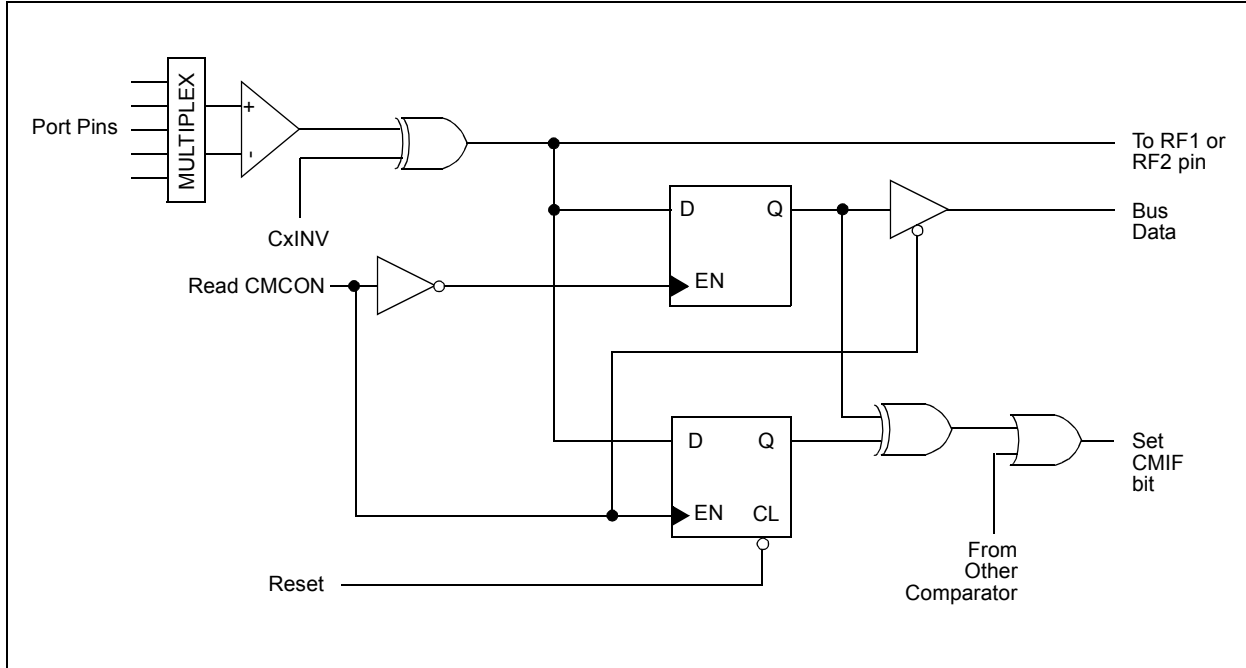 MULTIPLEX
+
-
Port Pins
CxINV
To RF1 or
RF2 pin
D
Q
EN
Bus
Data
Read CMCON
D
Q
EN
CL
Set
CMIF
bit
From
Other
Comparator
Reset